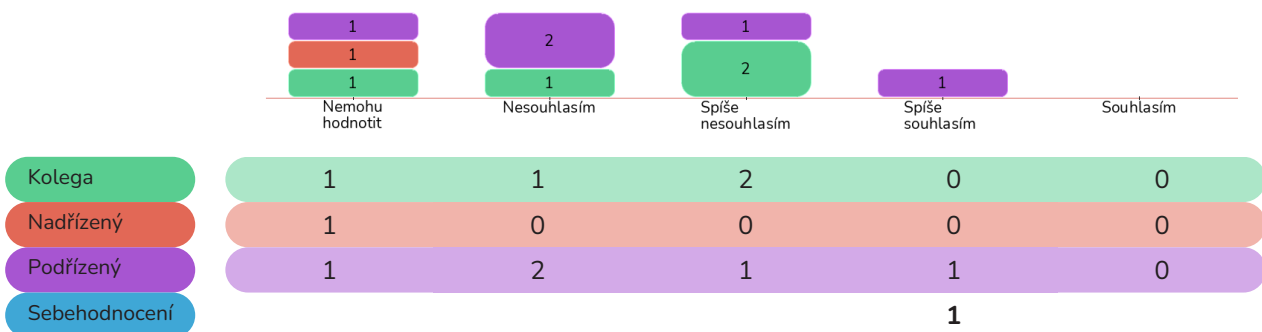 1
2
1
1
2
1
1
1
1
Nemohu
hodnotit
Nesouhlasím
Spíše
nesouhlasím
Spíše
souhlasím
Souhlasím
Kolega 1 1 2 0 0
Nadřízený 1 0 0 0 0
Podřízený 1 2 1 1 0
Sebehodnocení 1